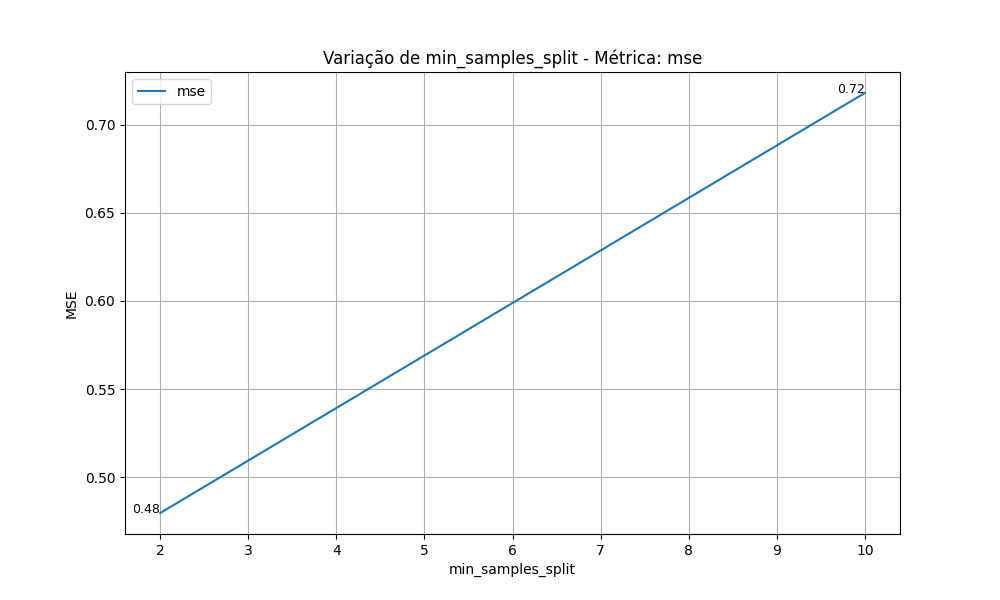 Variação de min_samples_split - Métrica: mse
mse
0.72
0.70
0.65
0.60
0.55
0.50
MSE
0.48
2 3 4 5 6 7 8 9 10
min_samples_split